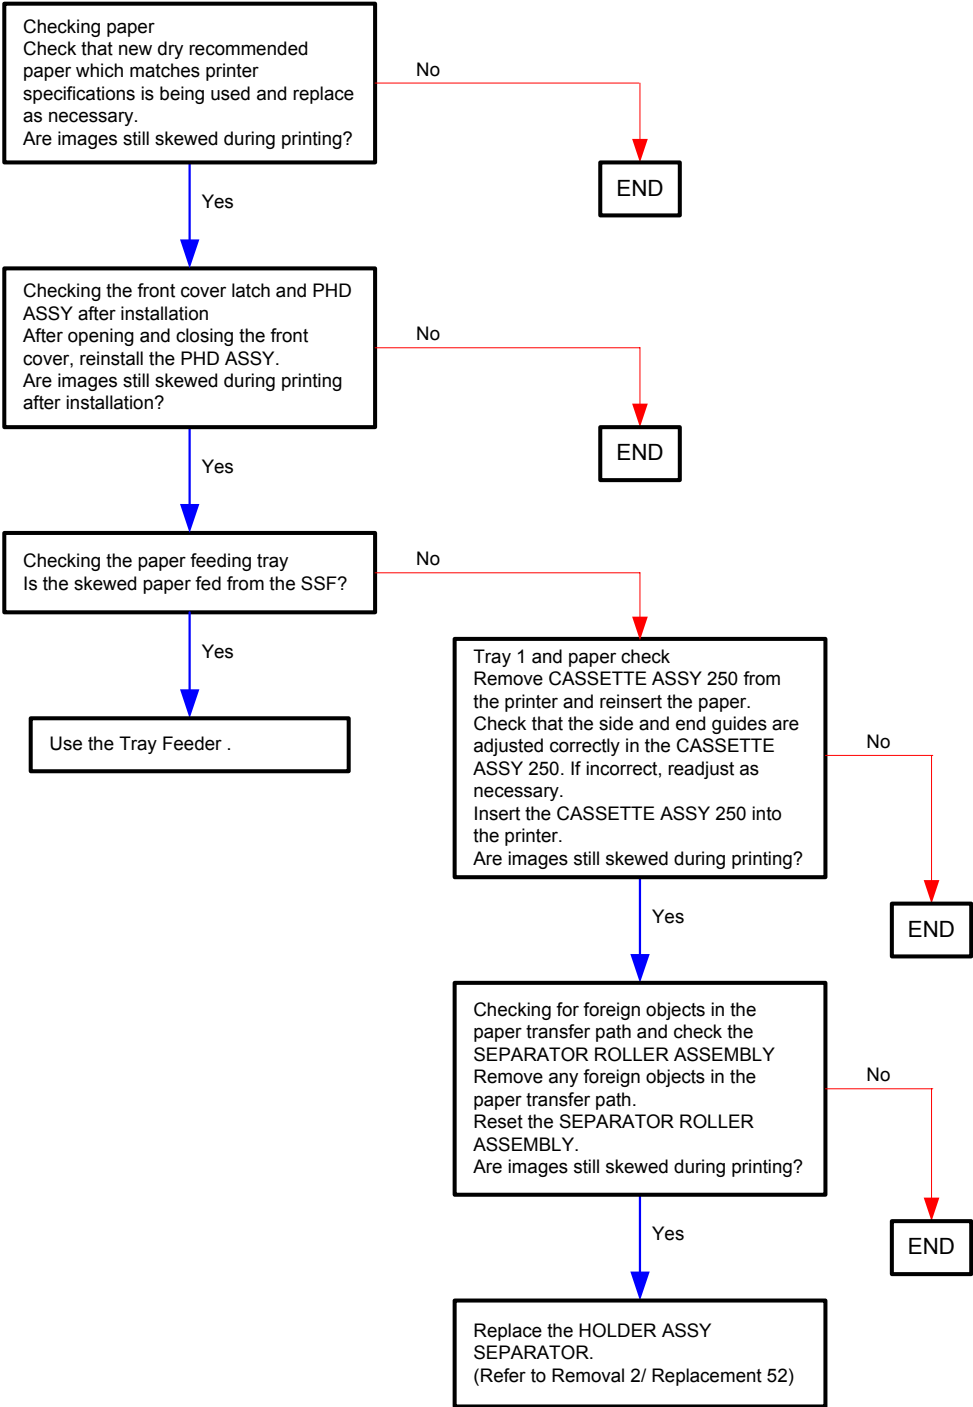 Checking paper
Check that new dry recommended
paper which matches printer
specifications is being used and replace
as necessary.
Are images still skewed during printing?
No
END
Yes
Checking the front cover latch and PHD
ASSY after installation
After opening and closing the front
cover, reinstall the PHD ASSY.
Are images still skewed during printing
after installation?
No
END
Yes
Checking the paper feeding tray
Is the skewed paper fed from the SSF?
No
Yes
Use the Tray Feeder .
Tray 1 and paper check
Remove CASSETTE ASSY 250 from
the printer and reinsert the paper.
Check that the side and end guides are
adjusted correctly in the CASSETTE
ASSY 250. If incorrect, readjust as
necessary.
Insert the CASSETTE ASSY 250 into
the printer.
Are images still skewed during printing?
No
END
Yes
Checking for foreign objects in the
paper transfer path and check the
SEPARATOR ROLLER ASSEMBLY
Remove any foreign objects in the
paper transfer path.
Reset the SEPARATOR ROLLER
ASSEMBLY.
Are images still skewed during printing?
No
END
Yes
Replace the HOLDER ASSY
SEPARATOR.
(Refer to Removal 2/ Replacement 52)